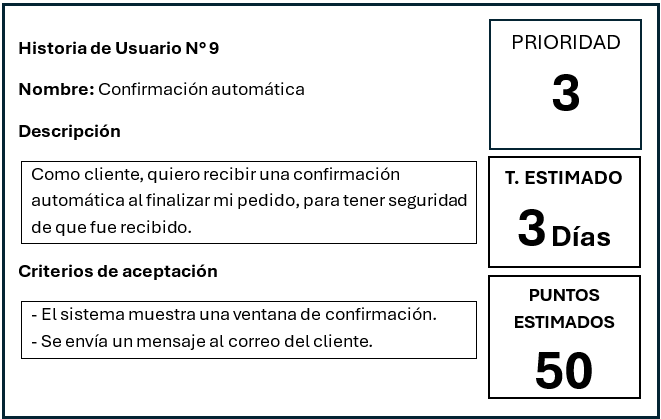 Historia de Usuario N° 9
Nombre: Confirmación automática
Descripción
Como cliente, quiero recibir una confirmación
automática al finalizar mi pedido, para tener seguridad
de que fue recibido.
Criterios de aceptación
- El sistema muestra una ventana de confirmación.
- Se envía un mensaje al correo del cliente.
PRIORIDAD
3
T. ESTIMADO
3 Días
PUNTOS
ESTIMADOS
50